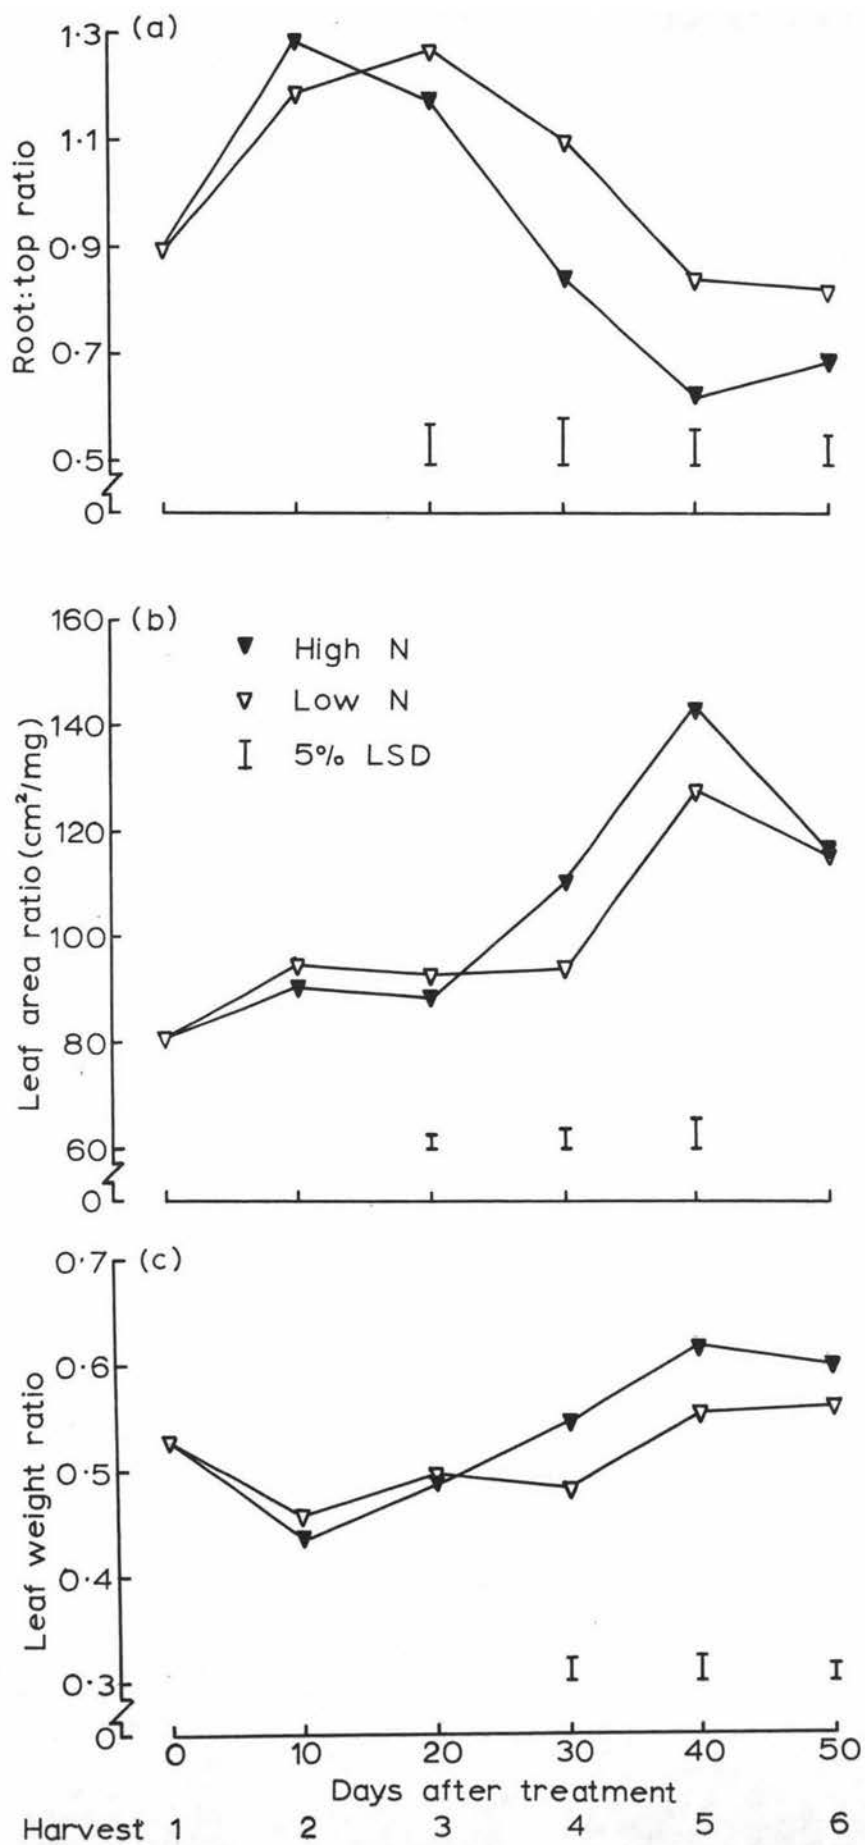 (a)
1·3
1·1
0·9
0·7
0·5
0
Root:top ratio
(b)
160
140
120
100
80
60
0
Leaf area ratio (cm²/mg)
High N
Low N
5% LSD
(c)
0·7
0·6
0·5
0·4
0·3
0
Leaf weight ratio
0 10 20 30 40 50
Days after treatment
Harvest 1 2 3 4 5 6